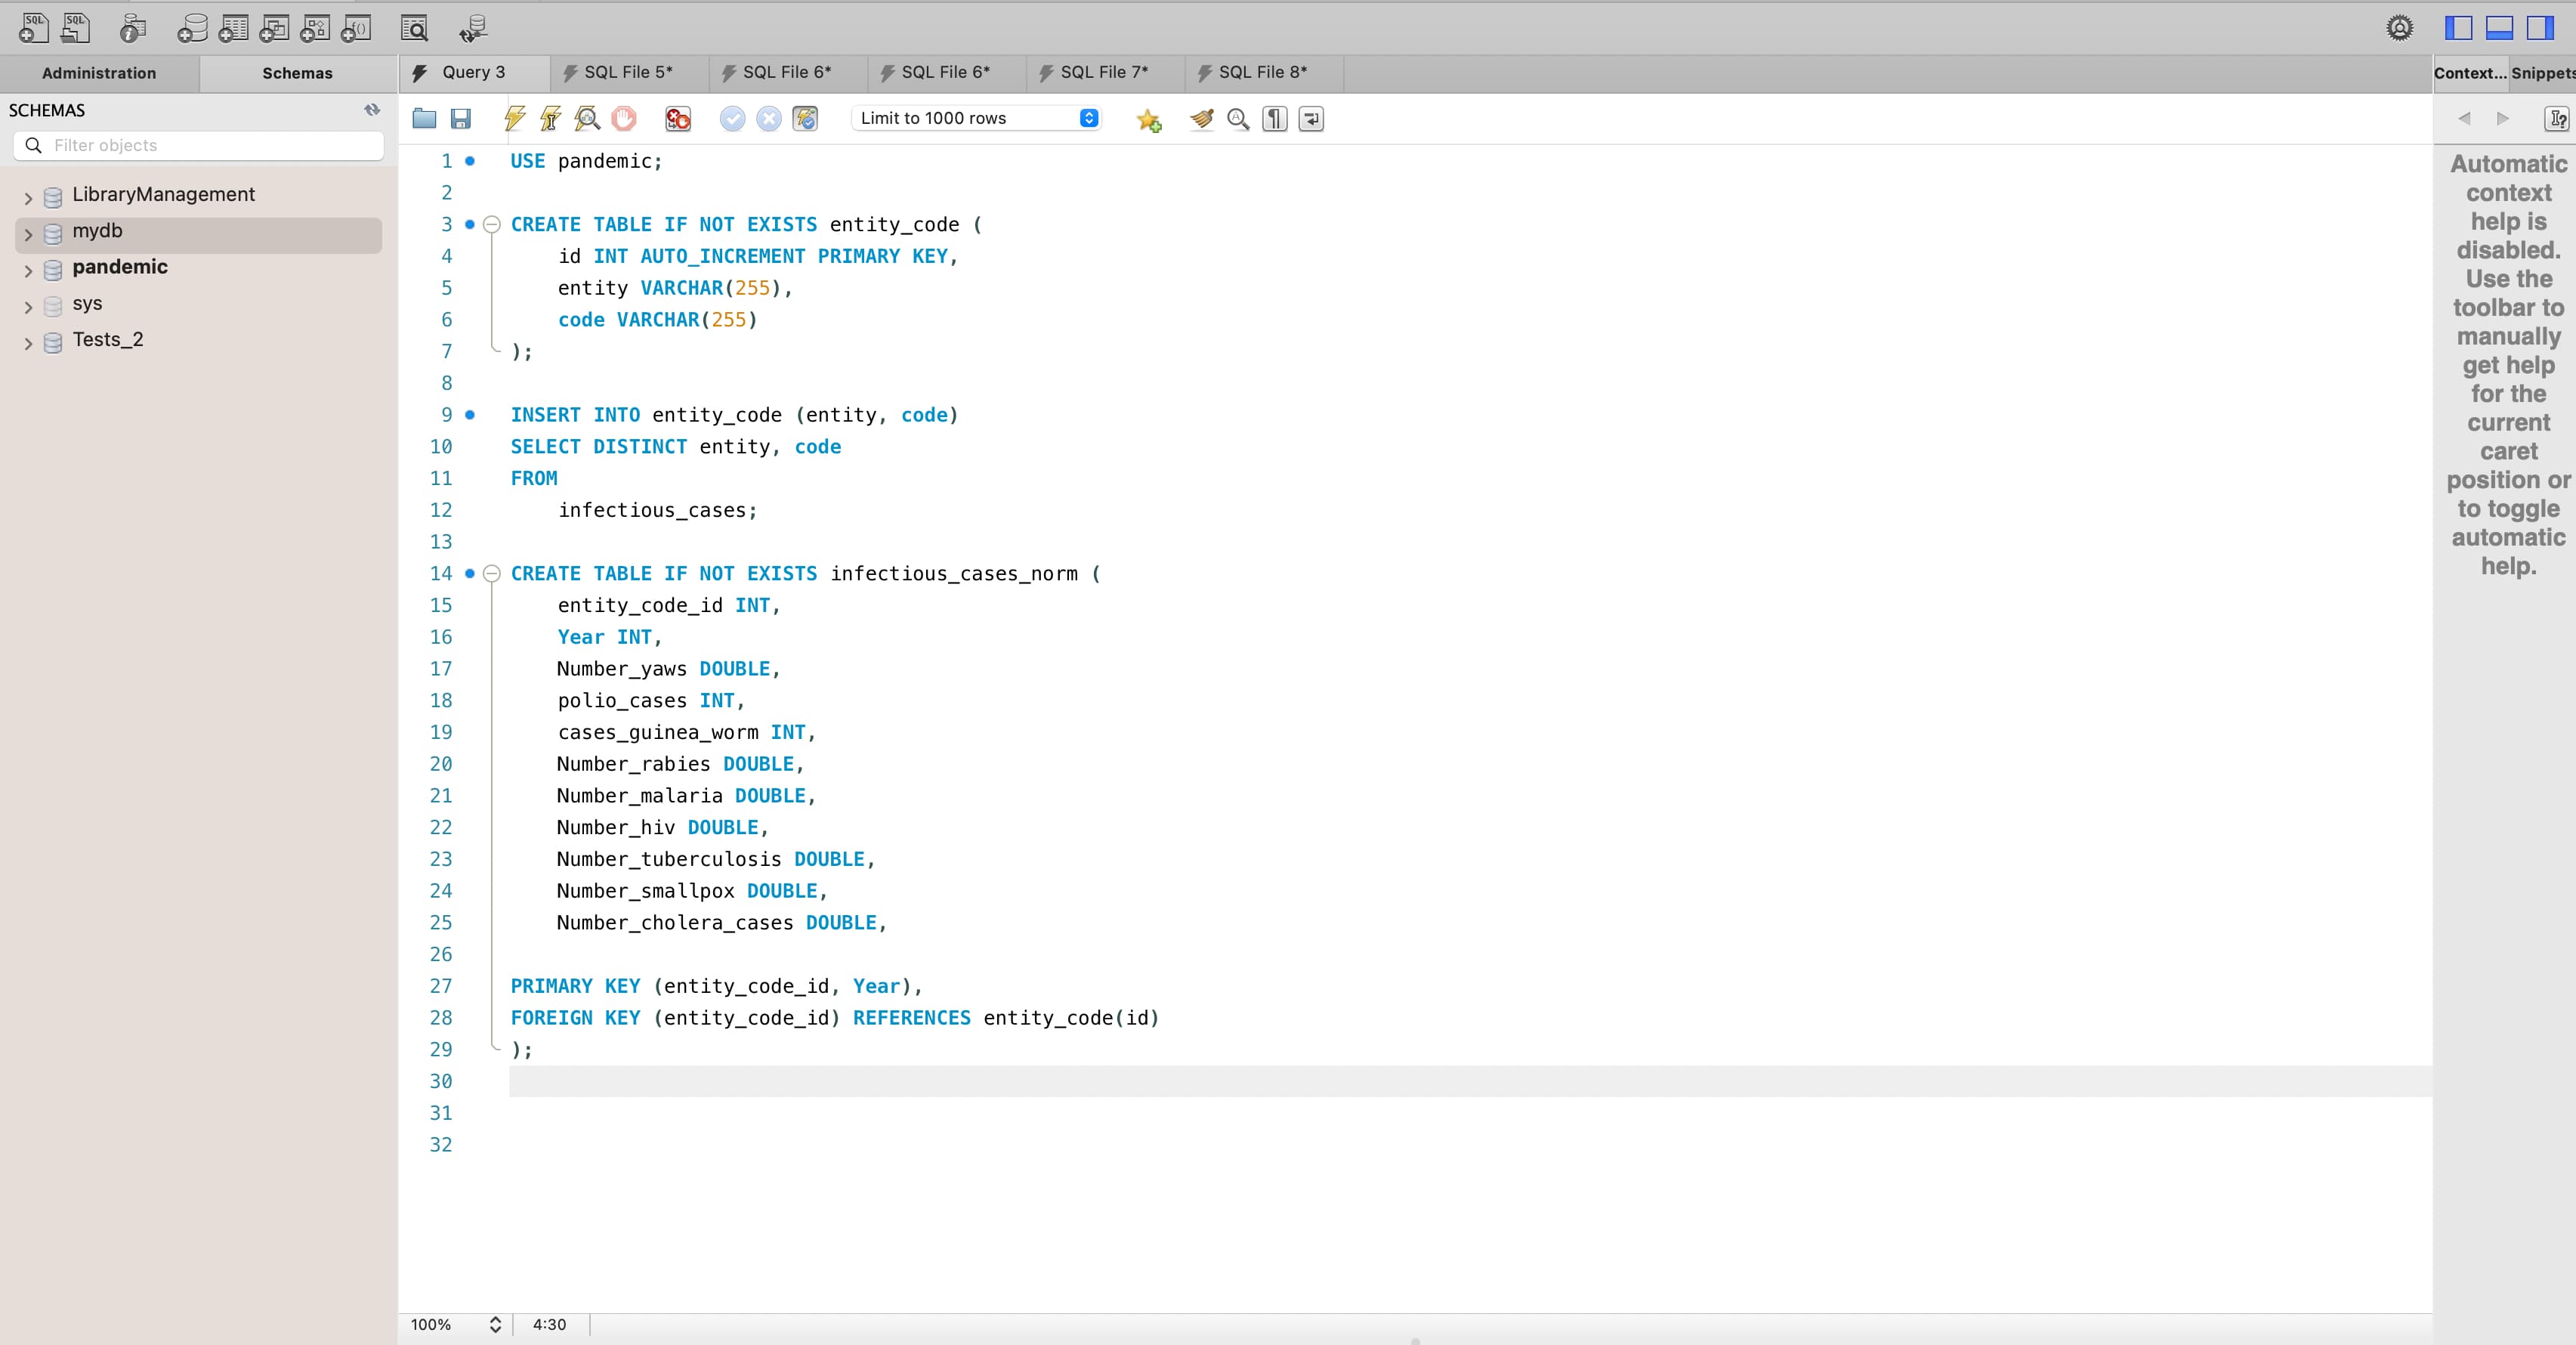 SQL SQL
Administration Schemas
Query 3 SQL File 5* SQL File 6* SQL File 6* SQL File 7* SQL File 8*
Context... Snippets
SCHEMAS
Filter objects
LibraryManagement
mydb
pandemic
sys
Tests_2
Limit to 1000 rows
1 USE pandemic;
2
3 CREATE TABLE IF NOT EXISTS entity_code (
4 id INT AUTO_INCREMENT PRIMARY KEY,
5 entity VARCHAR(255),
6 code VARCHAR(255)
7 );
8
9 INSERT INTO entity_code (entity, code)
10 SELECT DISTINCT entity, code
11 FROM
12 infectious_cases;
13
14 CREATE TABLE IF NOT EXISTS infectious_cases_norm (
15 entity_code_id INT,
16 Year INT,
17 Number_yaws DOUBLE,
18 polio_cases INT,
19 cases_guinea_worm INT,
20 Number_rabies DOUBLE,
21 Number_malaria DOUBLE,
22 Number_hiv DOUBLE,
23 Number_tuberculosis DOUBLE,
24 Number_smallpox DOUBLE,
25 Number_cholera_cases DOUBLE,
26
27 PRIMARY KEY (entity_code_id, Year),
28 FOREIGN KEY (entity_code_id) REFERENCES entity_code(id)
29 );
30
31
32
100% 4:30
Automatic
context
help is
disabled.
Use the
toolbar to
manually
get help
for the
current
caret
position or
to toggle
automatic
help.